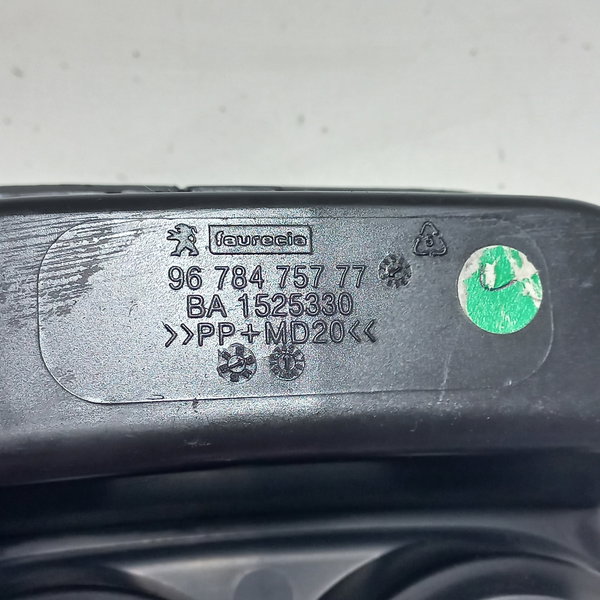 faurecia
96 784 757 77
BA 1525330
>>PP+MD20<<